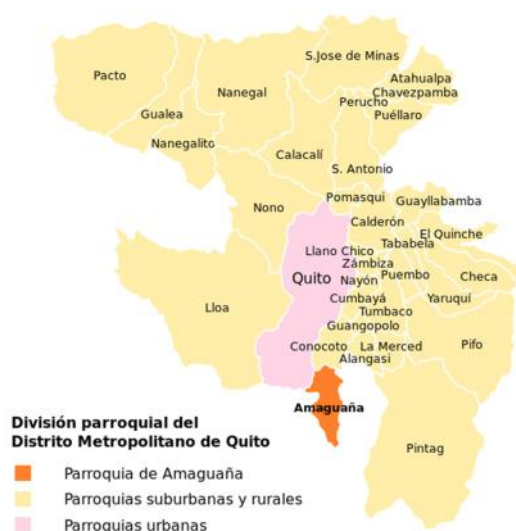 S.Jose de Minas
Pacto
Nanegal
Atahualpa
Chavezpamba
Perucho
Gualea
Puéllaro
Nanegalito
Calacalí
S. Antonio
Pomasqui
Guayllabamba
Nono
Calderón
El Quinche
Tababela
Llano Chico
Zámbiza
Quito
Nayón
Puembo
Checa
Cumbayá
Yaruquí
Lloa
Tumbaco
Guangopolo
Conocoto
La Merced
Pifo
Alangasi
Amaguaña
Pintag
División parroquial del
Distrito Metropolitano de Quito
Parroquia de Amaguaña
Parroquias suburbanas y rurales
Parroquias urbanas